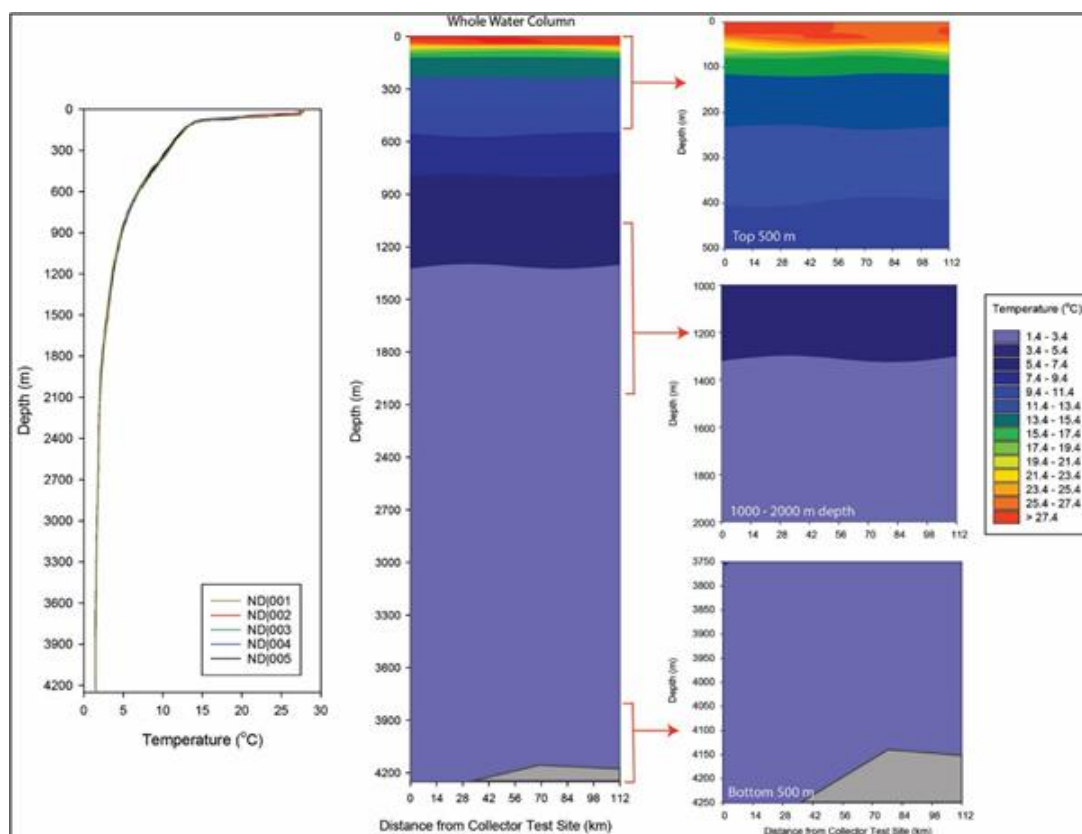 Whole Water Column
0
300
600
900
1200
1500
1800
2100
2400
2700
3000
3300
3600
3900
4200
Depth (m)
0 5 10 15 20 25 30
Temperature (°C)
ND|001
ND|002
ND|003
ND|004
ND|005
0
300
600
900
1200
1500
1800
2100
2400
2700
3000
3300
3600
3900
4200
Depth (m)
0 14 28 42 56 70 84 98 112
Distance from Collector Test Site (km)
0
100
200
300
400
500
Depth (m)
Top 500 m
0 14 28 42 56 70 84 98 112
1000
1200
1400
1600
1800
2000
Depth (m)
1000 - 2000 m depth
0 14 28 42 56 70 84 98 112
Temperature (°C)
1.4 - 3.4
3.4 - 5.4
5.4 - 7.4
7.4 - 9.4
9.4 - 11.4
11.4 - 13.4
13.4 - 15.4
15.4 - 17.4
17.4 - 19.4
19.4 - 21.4
21.4 - 23.4
23.4 - 25.4
25.4 - 27.4
> 27.4
3750
3800
3850
3900
3950
4000
4050
4100
4150
4200
4250
Depth (m)
Bottom 500 m
0 14 28 42 56 70 84 98 112
Distance from Collector Test Site (km)